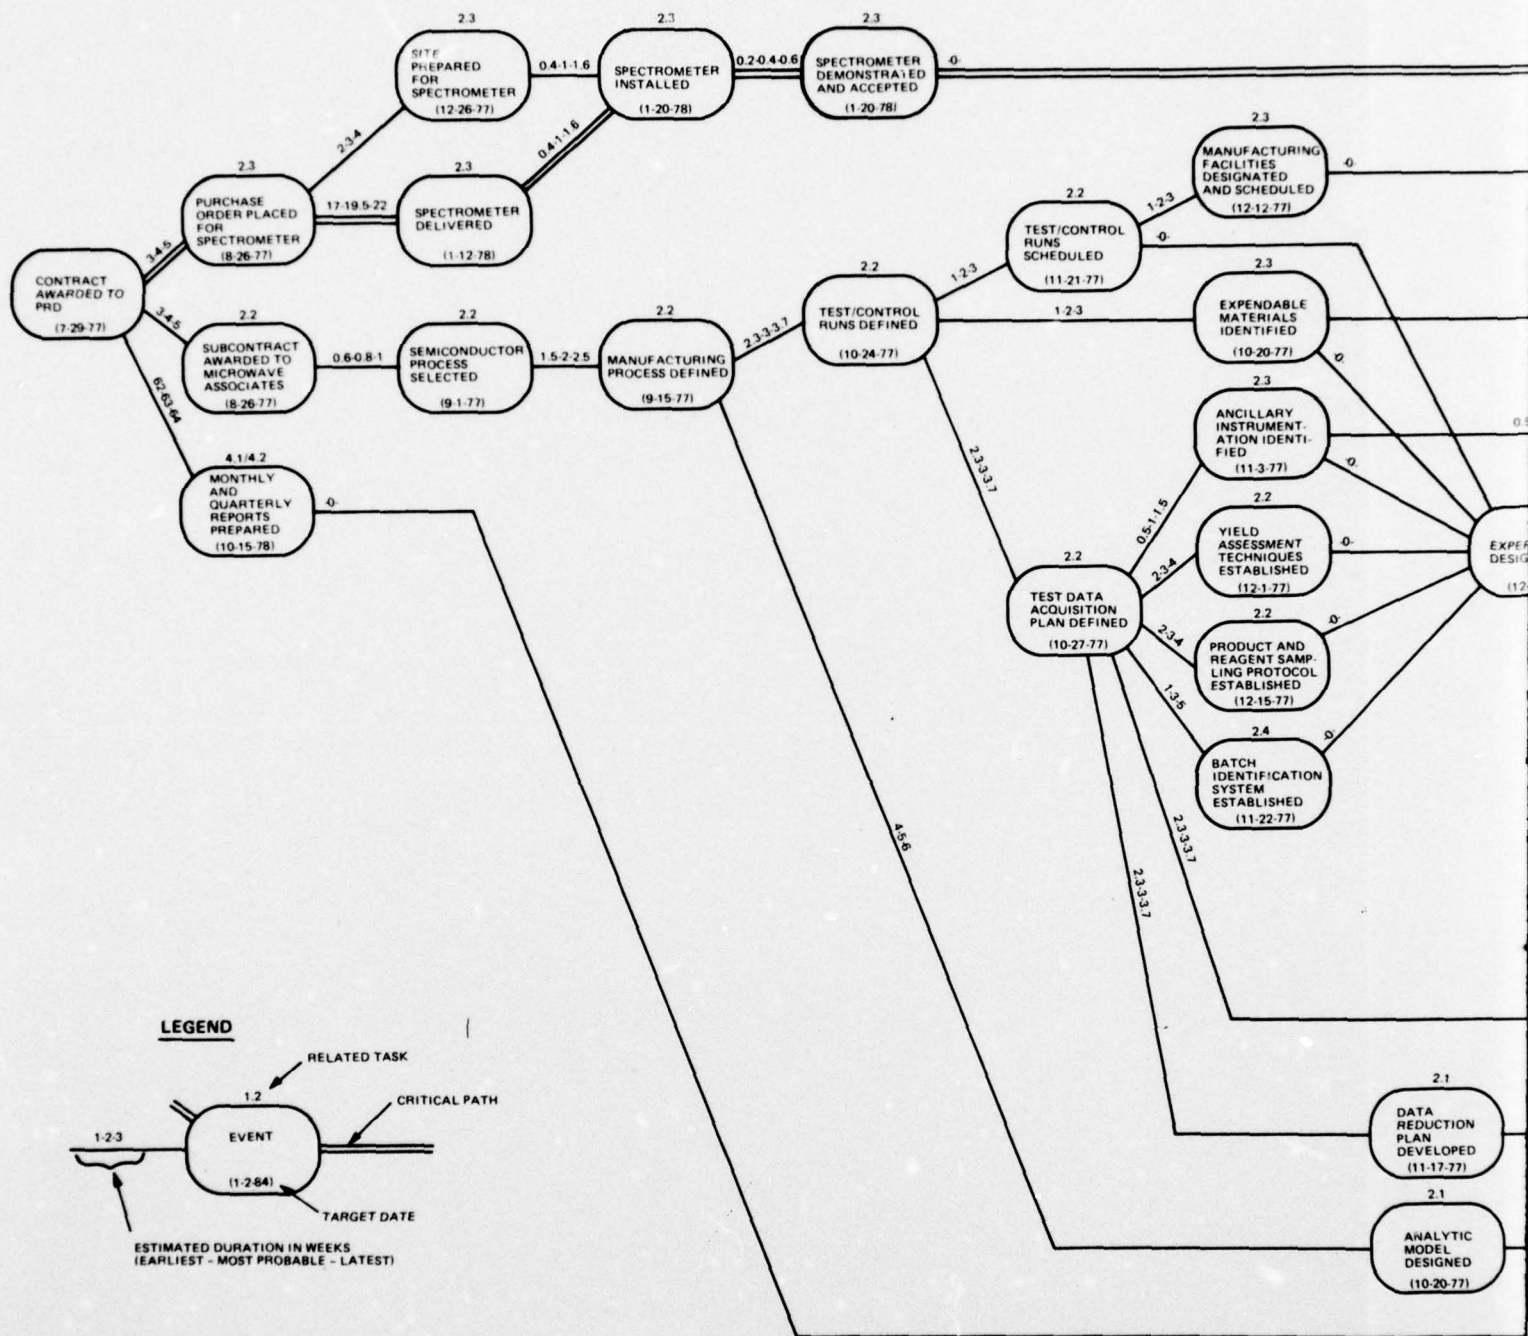 2.3
SITE
PREPARED
FOR
SPECTROMETER
(12-26-77)
0.4-1-1.6
2.3
SPECTROMETER
INSTALLED
(1-20-78)
0.2-0.4-0.6
2.3
SPECTROMETER
DEMONSTRATED
AND ACCEPTED
(1-20-78)
-0-
2-3-4
0.4-1-1.6
2.3
PURCHASE
ORDER PLACED
FOR
SPECTROMETER
(8-26-77)
17-19.5-22
2.3
SPECTROMETER
DELIVERED
(1-12-78)
2.3
MANUFACTURING
FACILITIES
DESIGNATED
AND SCHEDULED
(12-12-77)
-0-
1-2-3
2.2
TEST/CONTROL
RUNS
SCHEDULED
(11-21-77)
-0-
3-4-5
CONTRACT
AWARDED TO
PRD
(7-29-77)
3-4-5
62-63-64
2.2
SUBCONTRACT
AWARDED TO
MICROWAVE
ASSOCIATES
(8-26-77)
0.6-0.8-1
2.2
SEMICONDUCTOR
PROCESS
SELECTED
(9-1-77)
1.5-2-2.5
2.2
MANUFACTURING
PROCESS DEFINED
(9-15-77)
2.3-3-3.7
2.2
TEST/CONTROL
RUNS DEFINED
(10-24-77)
1-2-3
1-2-3
2.3
EXPENDABLE
MATERIALS
IDENTIFIED
(10-20-77)
-0-
2.3
ANCILLARY
INSTRUMENT-
ATION IDENTI-
FIED
(11-3-77)
-0-
0.5
4.1/4.2
MONTHLY
AND
QUARTERLY
REPORTS
PREPARED
(10-15-78)
-0-
2.3-3-3.7
0.5-1-1.5
2.2
YIELD
ASSESSMENT
TECHNIQUES
ESTABLISHED
(12-1-77)
-0-
EXPER
DESIG
(12-
2.2
TEST DATA
ACQUISITION
PLAN DEFINED
(10-27-77)
2-3-4
2-3-4
1-3-5
2.2
PRODUCT AND
REAGENT SAMP-
LING PROTOCOL
ESTABLISHED
(12-15-77)
-0-
2.4
BATCH
IDENTIFICATION
SYSTEM
ESTABLISHED
(11-22-77)
-0-
4-5-6
2.3-3-3.7
2.3-3-3.7
2.1
DATA
REDUCTION
PLAN
DEVELOPED
(11-17-77)
2.1
ANALYTIC
MODEL
DESIGNED
(10-20-77)
LEGEND
RELATED TASK
1.2
CRITICAL PATH
1-2-3
EVENT
(1-2-84)
TARGET DATE
ESTIMATED DURATION IN WEEKS
(EARLIEST - MOST PROBABLE - LATEST)